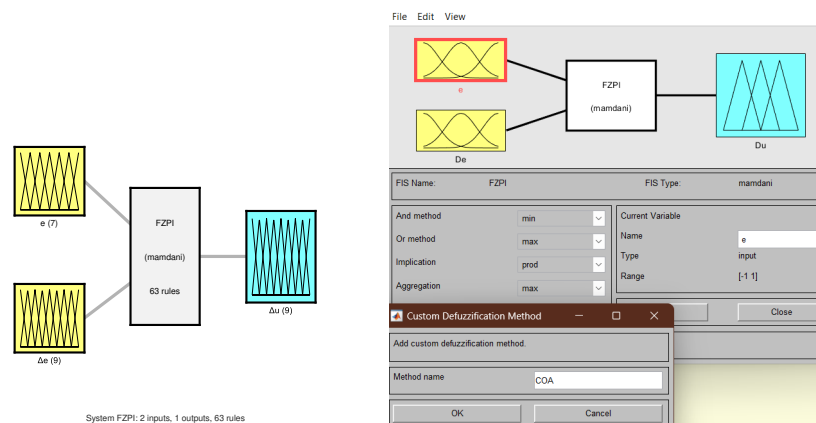 e (7)
Δe (9)
FZPI
(mamdani)
63 rules
Δu (9)
System FZPI: 2 inputs, 1 outputs, 63 rules
File Edit View
e
De
FZPI
(mamdani)
Du
FIS Name: FZPI FIS Type: mamdani
And method min
Or method max
Implication prod
Aggregation max
Current Variable
Name e
Type input
Range [-1 1]
Close
Custom Defuzzification Method
Add custom defuzzification method.
Method name COA
OK Cancel